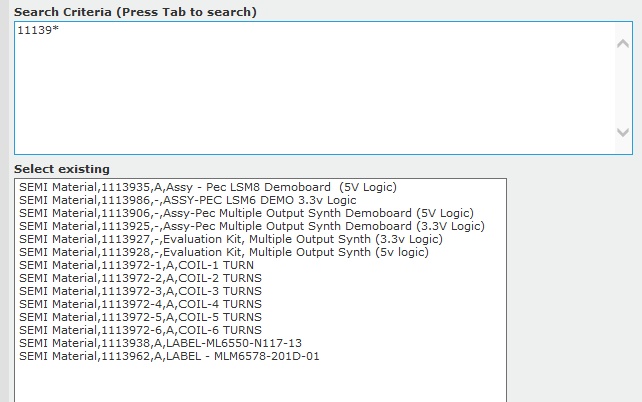 Search Criteria (Press Tab to search)
11139*
Select existing
SEMI Material,1113935,A,Assy - Pec LSM8 Demoboard  (5V Logic)
SEMI Material,1113986,-,ASSY-PEC LSM6 DEMO 3.3v Logic
SEMI Material,1113906,-,Assy-Pec Multiple Output Synth Demoboard (5V Logic)
SEMI Material,1113925,-,Assy-Pec Multiple Output Synth Demoboard (3.3V Logic)
SEMI Material,1113927,-,Evaluation Kit, Multiple Output Synth (3.3v Logic)
SEMI Material,1113928,-,Evaluation Kit, Multiple Output Synth (5v logic)
SEMI Material,1113972-1,A,COIL-1 TURN
SEMI Material,1113972-2,A,COIL-2 TURNS
SEMI Material,1113972-3,A,COIL-3 TURNS
SEMI Material,1113972-4,A,COIL-4 TURNS
SEMI Material,1113972-5,A,COIL-5 TURNS
SEMI Material,1113972-6,A,COIL-6 TURNS
SEMI Material,1113938,A,LABEL-ML6550-N117-13
SEMI Material,1113962,A,LABEL - MLM6578-201D-01